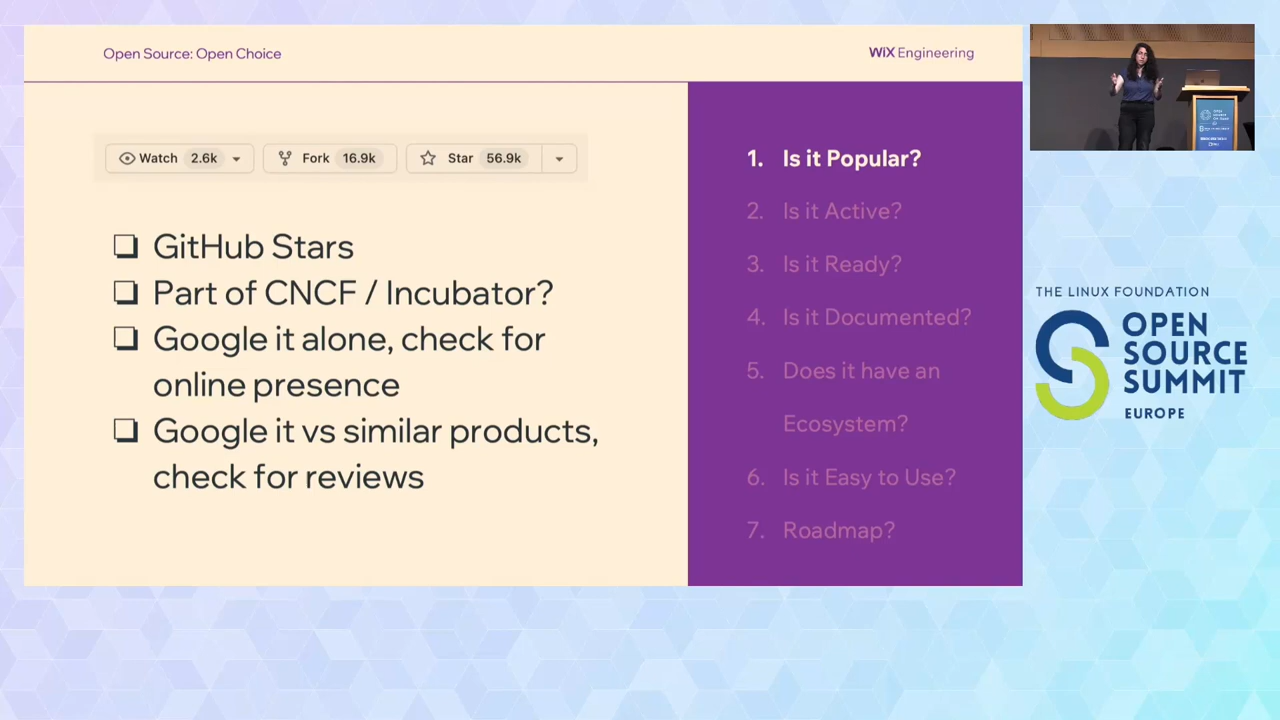 Open Source: Open Choice
WiX Engineering
Watch 2.6k
Fork 16.9k
Star 56.9k
GitHub Stars
Part of CNCF / Incubator?
Google it alone, check for
online presence
Google it vs similar products,
check for reviews
1. Is it Popular?
2. Is it Active?
3. Is it Ready?
4. Is it Documented?
5. Does it have an
Ecosystem?
6. Is it Easy to Use?
7. Roadmap?
THE LINUX FOUNDATION
OPEN
SOURCE
SUMMIT
EUROPE